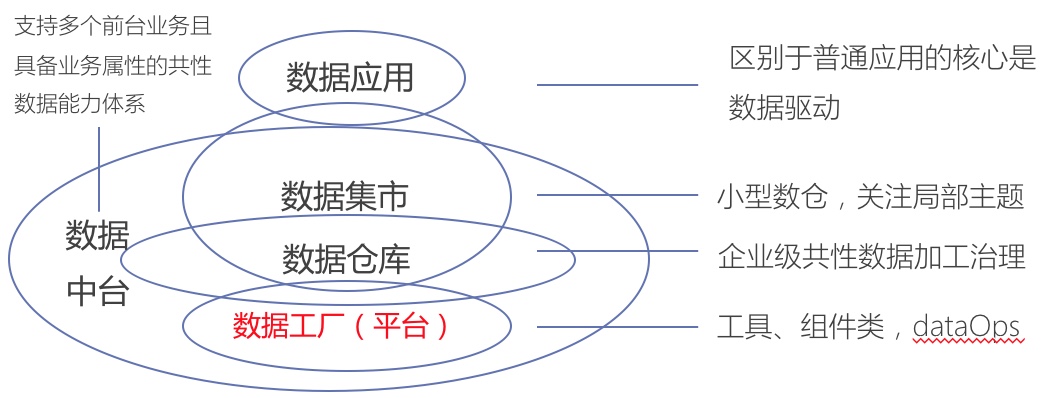 支持多个前台业务且
具备业务属性的共性
数据能力体系
数据应用
区别于普通应用的核心是
数据驱动
数据集市
小型数仓，关注局部主题
数据
中台
数据仓库
企业级共性数据加工治理
数据工厂（平台）
工具、组件类，dataOps